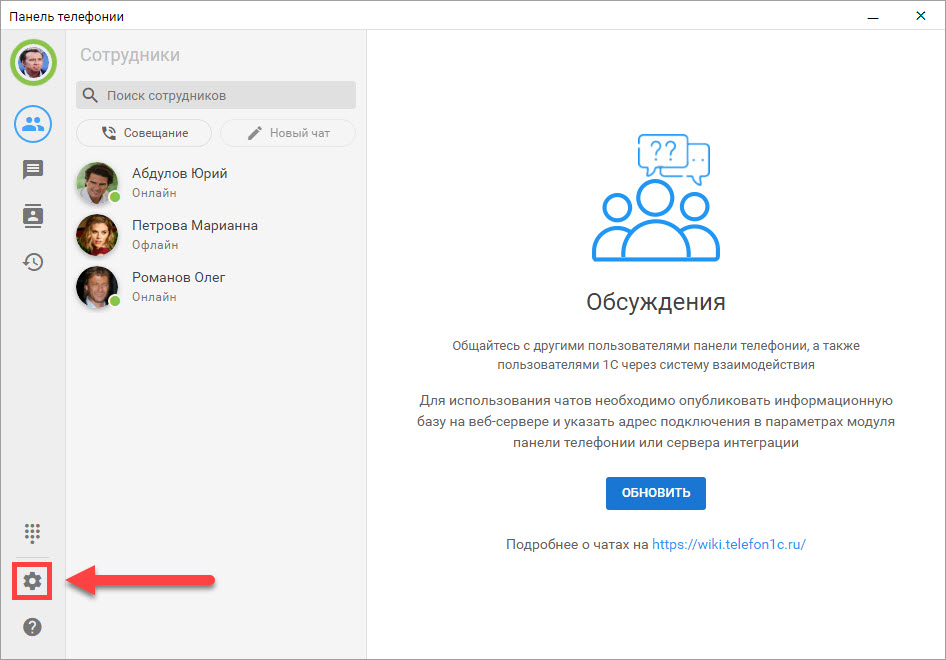 Панель телефонии
Сотрудники
Поиск сотрудников
Совещание
Новый чат
Абдулов Юрий
Онлайн
Петрова Марианна
Офлайн
Романов Олег
Онлайн
??
Обсуждения
Общайтесь с другими пользователями панели телефонии, а также
пользователями 1С через систему взаимодействия
Для использования чатов необходимо опубликовать информационную
базу на веб-сервере и указать адрес подключения в параметрах модуля
панели телефонии или сервера интеграции
ОБНОВИТЬ
Подробнее о чатах на https://wiki.telefon1c.ru/
?